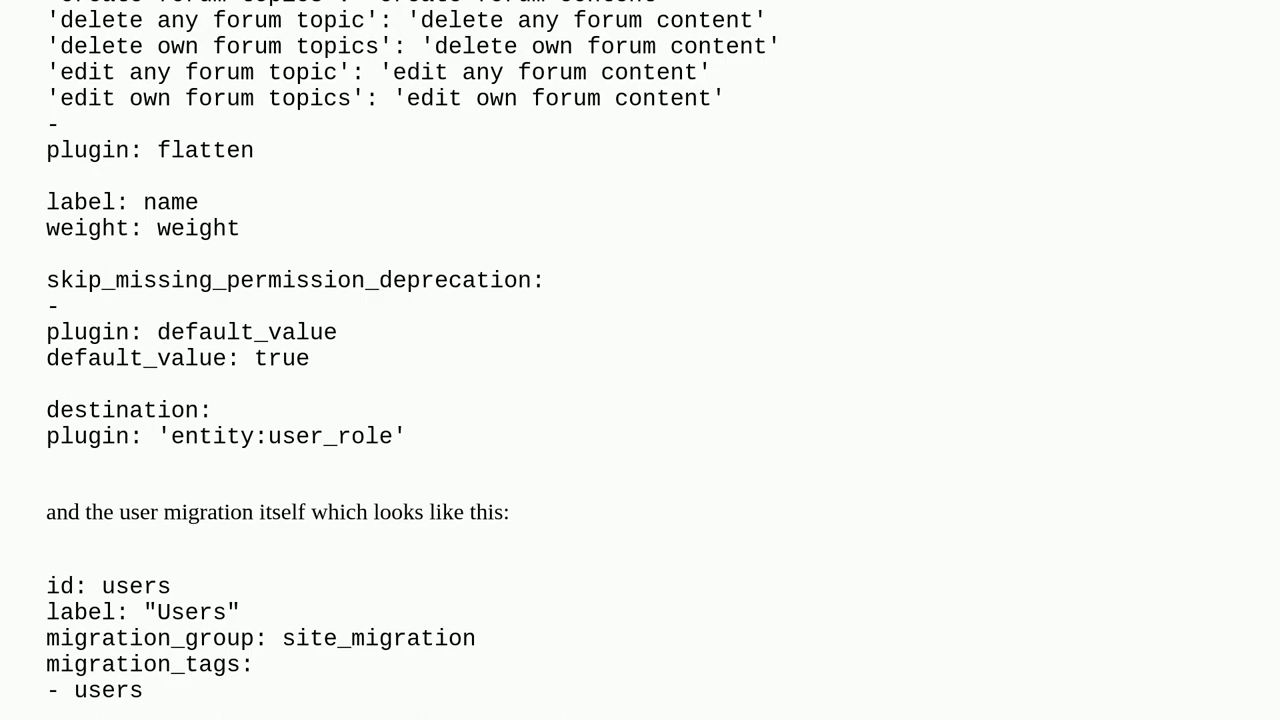 'delete any forum topic': 'delete any forum content'
'delete own forum topics': 'delete own forum content'
'edit any forum topic': 'edit any forum content'
'edit own forum topics': 'edit own forum content'
-
plugin: flatten
label: name
weight: weight
skip_missing_permission_deprecation:
-
plugin: default_value
default_value: true
destination:
plugin: 'entity:user_role'
and the user migration itself which looks like this:
id: users
label: "Users"
migration_group: site_migration
migration_tags:
- users